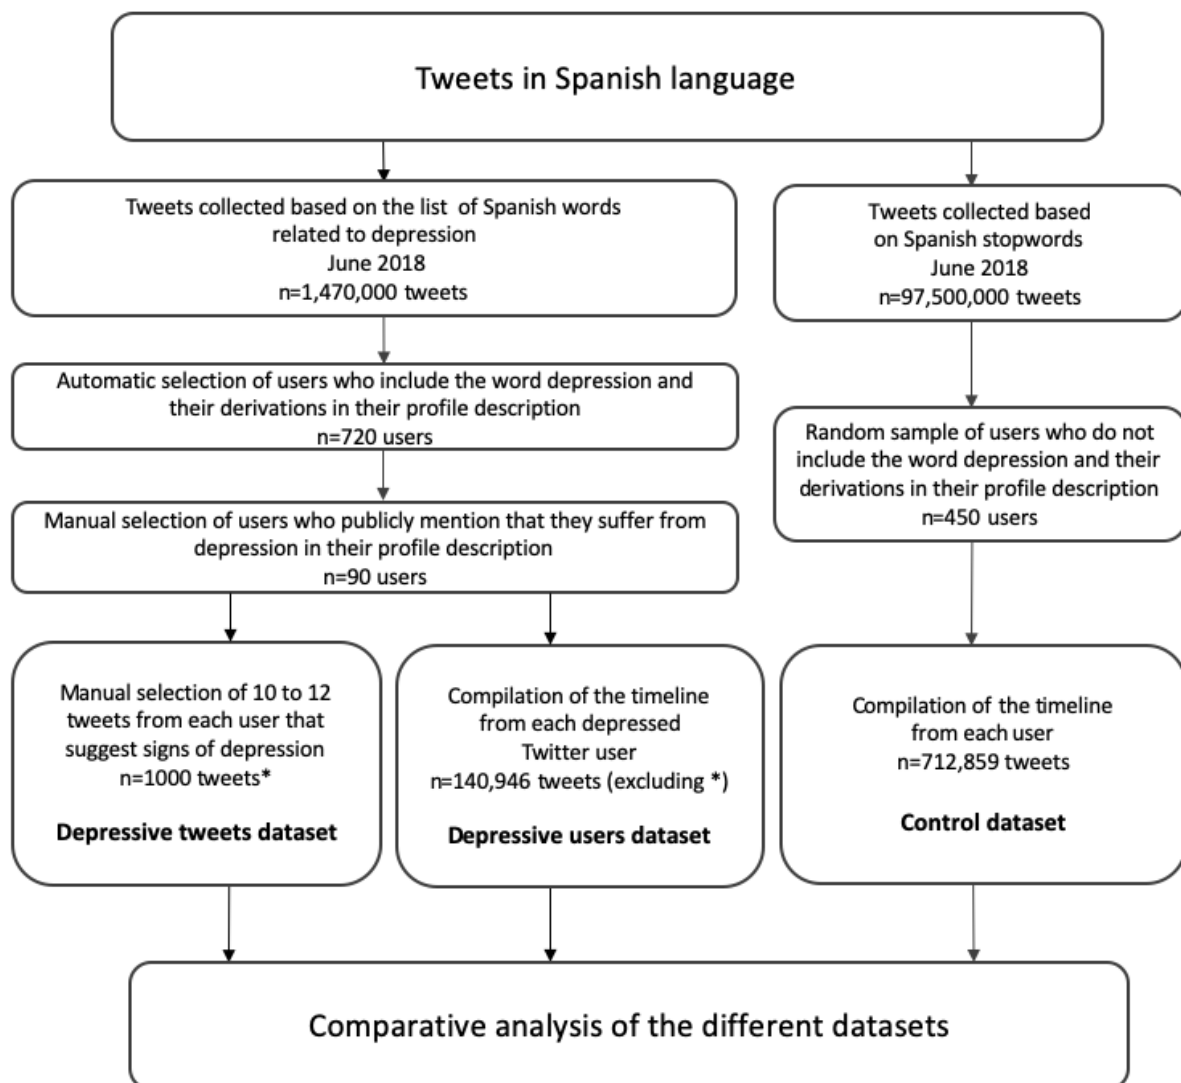 Tweets in Spanish language
Tweets collected based on the list of Spanish words
related to depression
June 2018
n=1,470,000 tweets
Tweets collected based
on Spanish stopwords
June 2018
n=97,500,000 tweets
Automatic selection of users who include the word depression and
their derivations in their profile description
n=720 users
Random sample of users who do not
include the word depression and their
derivations in their profile description
n=450 users
Manual selection of users who publicly mention that they suffer from
depression in their profile description
n=90 users
Manual selection of 10 to 12
tweets from each user that
suggest signs of depression
n=1000 tweets*
Depressive tweets dataset
Compilation of the timeline
from each depressed
Twitter user
n=140,946 tweets (excluding *)
Depressive users dataset
Compilation of the timeline
from each user
n=712,859 tweets
Control dataset
Comparative analysis of the different datasets